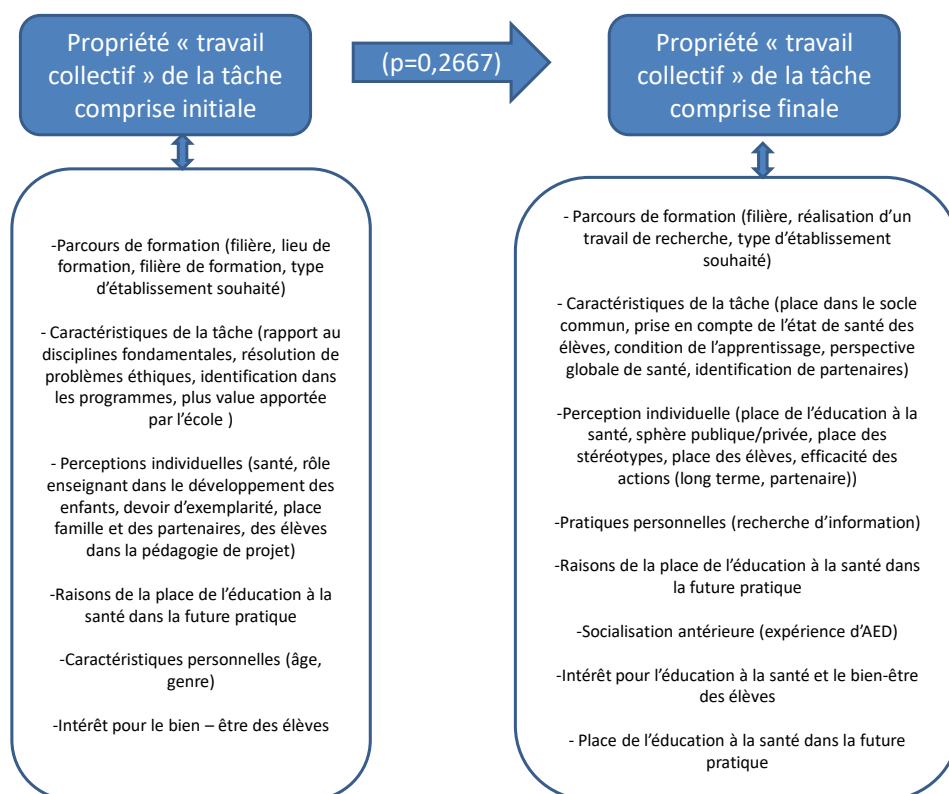 Propriété « travail
collectif » de la tâche
comprise initiale
(p=0,2667)
Propriété « travail
collectif » de la tâche
comprise finale
-Parcours de formation (filière, lieu de
formation, filière de formation, type
d’établissement souhaité)
- Caractéristiques de la tâche (rapport au
disciplines fondamentales, résolution de
problèmes éthiques, identification dans
les programmes, plus value apportée
par l’école )
- Perceptions individuelles (santé, rôle
enseignant dans le développement des
enfants, devoir d’exemplarité, place
famille et des partenaires, des élèves
dans la pédagogie de projet)
-Raisons de la place de l’éducation à la
santé dans la future pratique
-Caractéristiques personnelles (âge,
genre)
-Intérêt pour le bien – être des élèves
- Parcours de formation (filière, réalisation d’un
travail de recherche, type d’établissement
souhaité)
- Caractéristiques de la tâche (place dans le socle
commun, prise en compte de l’état de santé des
élèves, condition de l’apprentissage, perspective
globale de santé, identification de partenaires)
-Perception individuelle (place de l’éducation à la
santé, sphère publique/privée, place des
stéréotypes, place des élèves, efficacité des
actions (long terme, partenaire))
-Pratiques personnelles (recherche d’information)
-Raisons de la place de l’éducation à la santé dans
la future pratique
-Socialisation antérieure (expérience d’AED)
-Intérêt pour l’éducation à la santé et le bien-être
des élèves
- Place de l’éducation à la santé dans la future
pratique